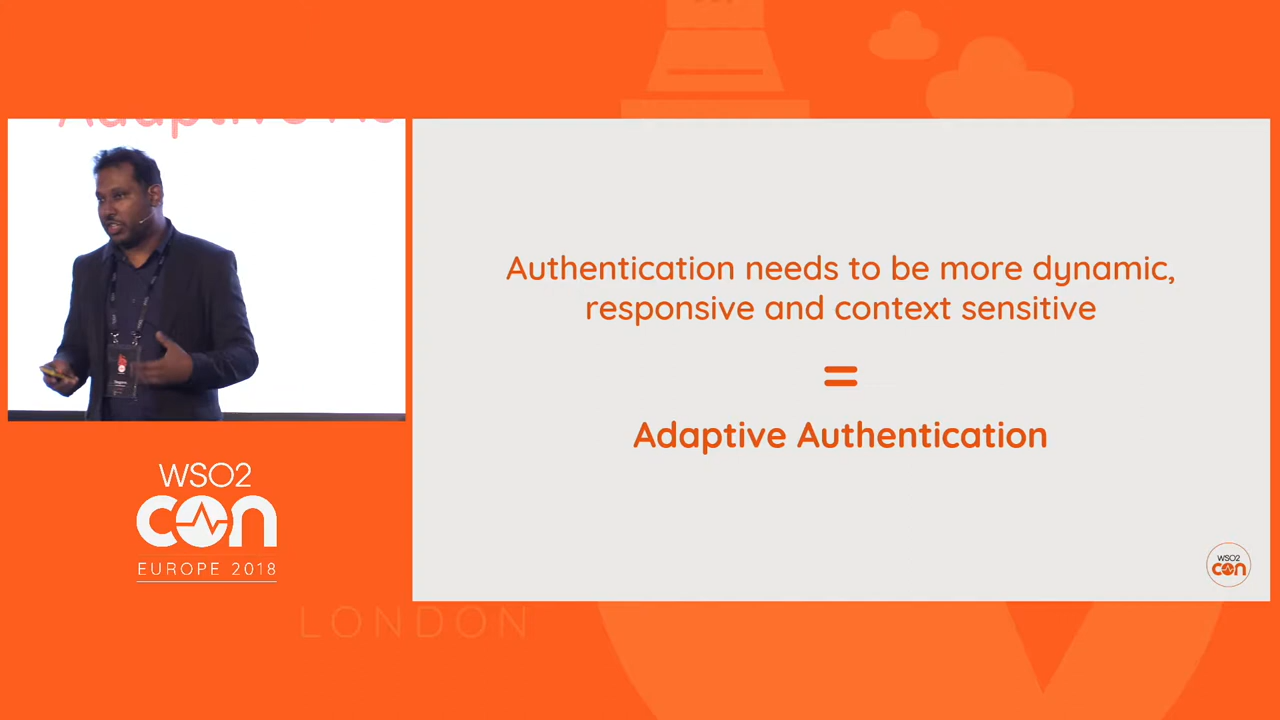 Authentication needs to be more dynamic,
responsive and context sensitive
=
Adaptive Authentication
WSO2
con
EUROPE 2018
LONDON
WSO2
con